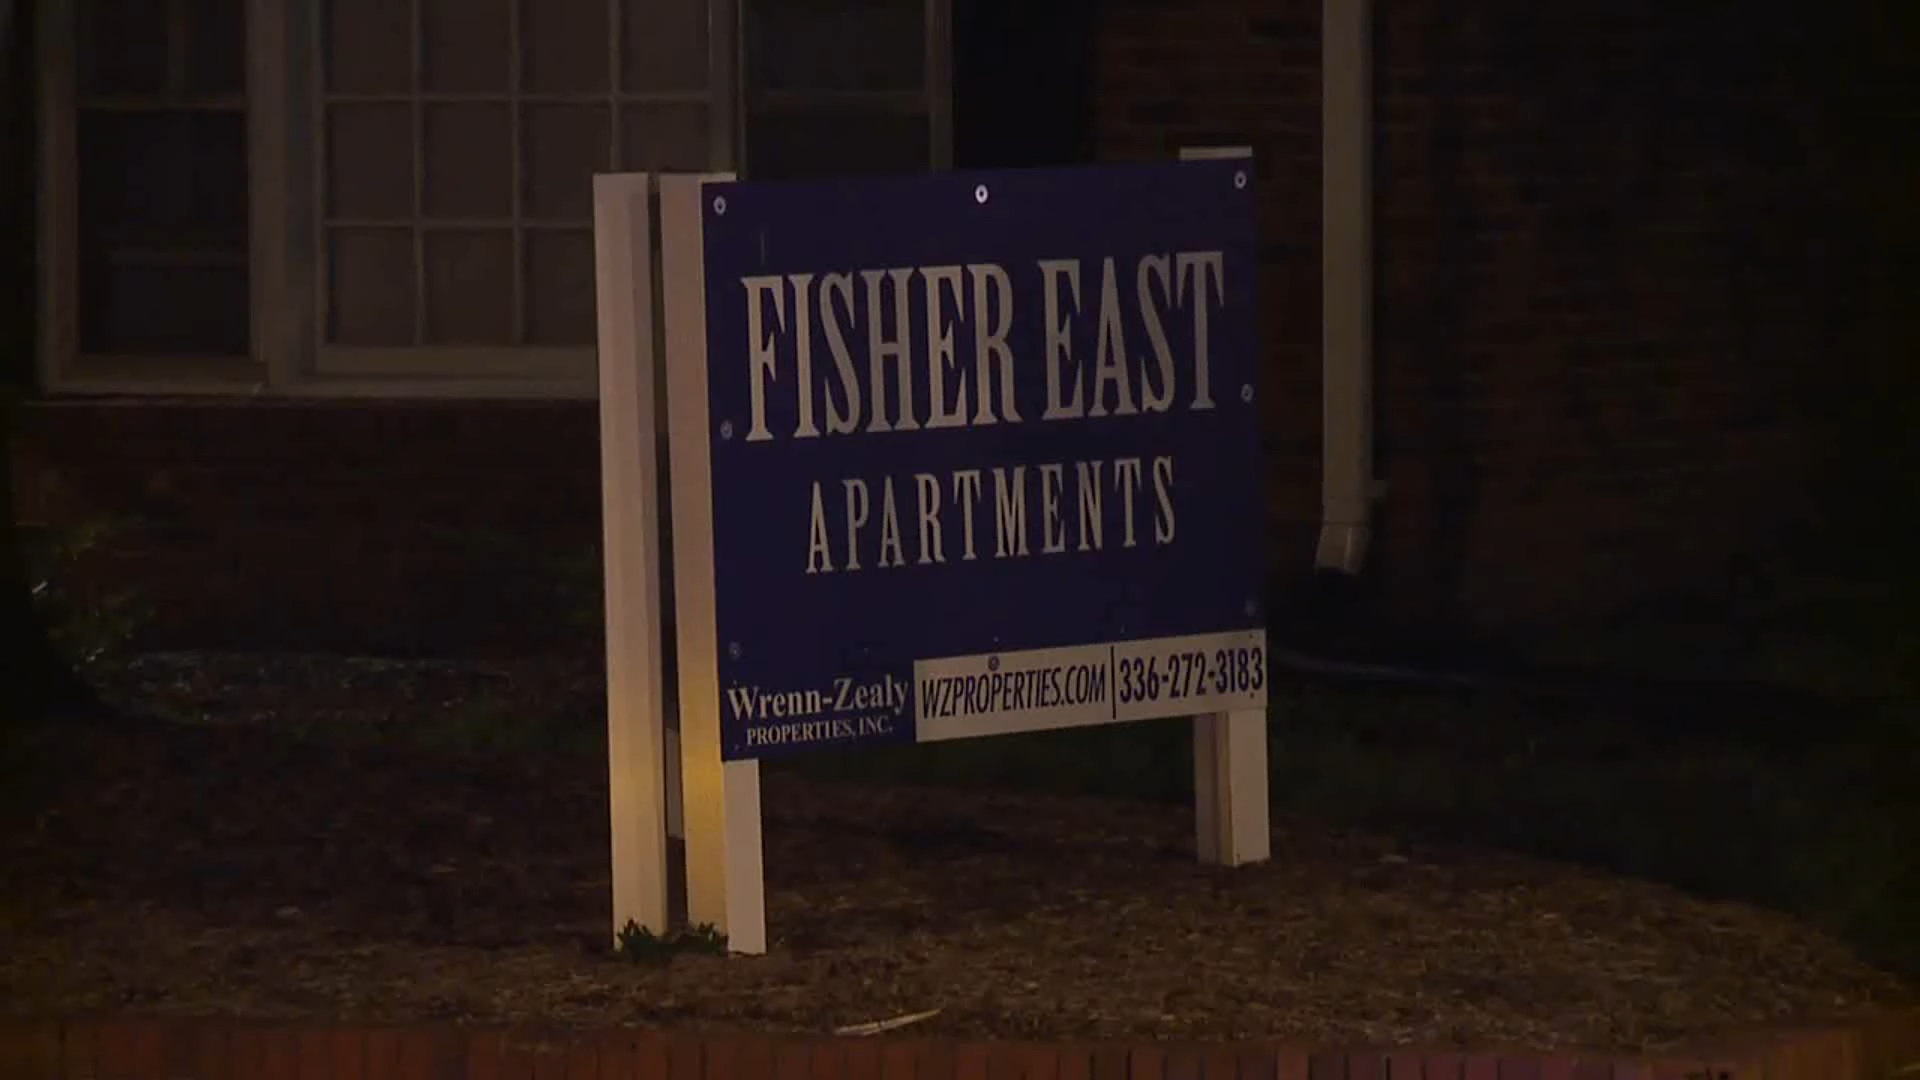 FISHER EAST
APARTMENTS
Wrenn-Zealy
PROPERTIES, INC.
WZPROPERTIES.COM | 336-272-3183